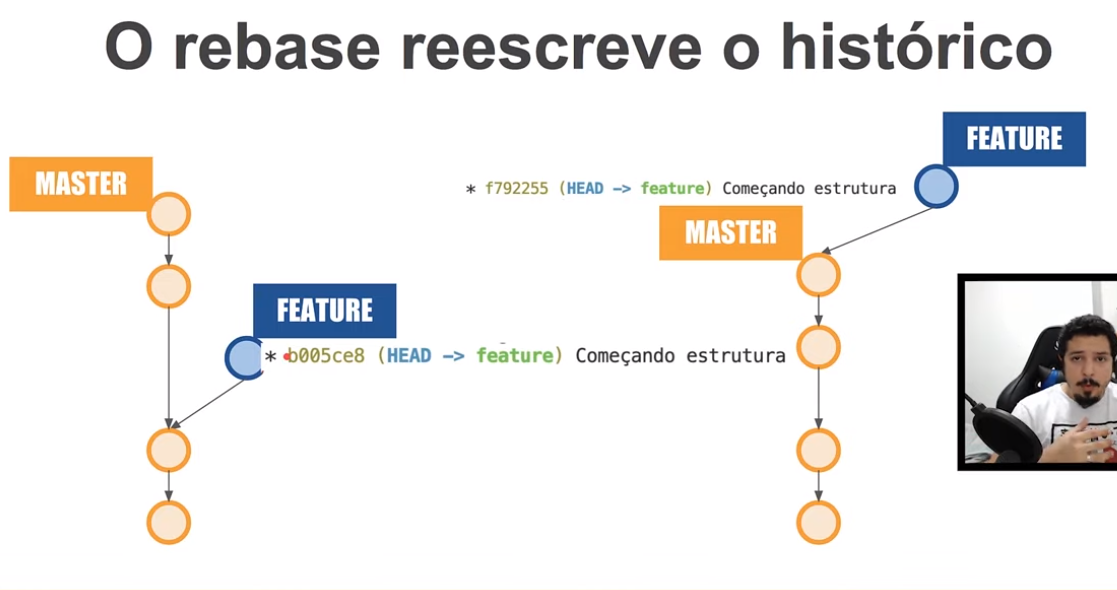 O rebase reescreve o histórico
MASTER
FEATURE
* b005ce8 (HEAD -> feature) Começando estrutura
FEATURE
* f792255 (HEAD -> feature) Começando estrutura
MASTER